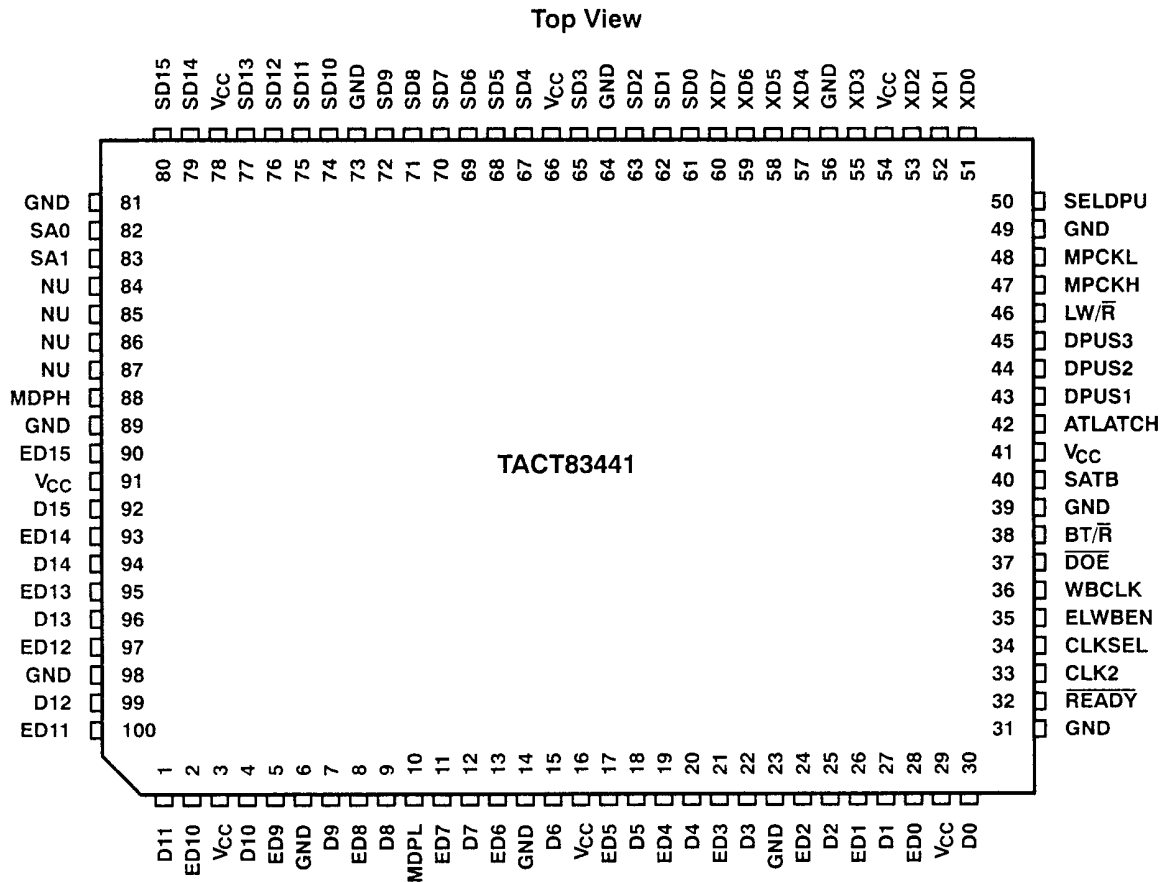 Top View
SD15 SD14 VCC SD13 SD12 SD11 SD10 GND SD9 SD8 SD7 SD6 SD5 SD4 VCC SD3 GND SD2 SD1 SD0 XD7 XD6 XD5 XD4 GND XD3 VCC XD2 XD1 XD0
80 79 78 77 76 75 74 73 72 71 70 69 68 67 66 65 64 63 62 61 60 59 58 57 56 55 54 53 52 51
GND 81 50 SELDPU
SA0 82 49 GND
SA1 83 48 MPCKL
NU 84 47 MPCKH
NU 85 46 LW/R̅
NU 86 45 DPUS3
NU 87 44 DPUS2
MDPH 88 43 DPUS1
GND 89 42 ATLATCH
ED15 90 41 VCC
TACT83441
VCC 91 40 SATB
D15 92 39 GND
ED14 93 38 BT/R̅
D14 94 37 D̅O̅E̅
ED13 95 36 WBCLK
D13 96 35 ELWBEN
ED12 97 34 CLKSEL
GND 98 33 CLK2
D12 99 32 R̅E̅A̅D̅Y̅
ED11 100 31 GND
1 2 3 4 5 6 7 8 9 10 11 12 13 14 15 16 17 18 19 20 21 22 23 24 25 26 27 28 29 30
D11 ED10 VCC D10 ED9 GND D9 ED8 D8 MDPL ED7 D7 ED6 GND D6 VCC ED5 D5 ED4 D4 ED3 D3 GND ED2 D2 ED1 D1 ED0 VCC D0